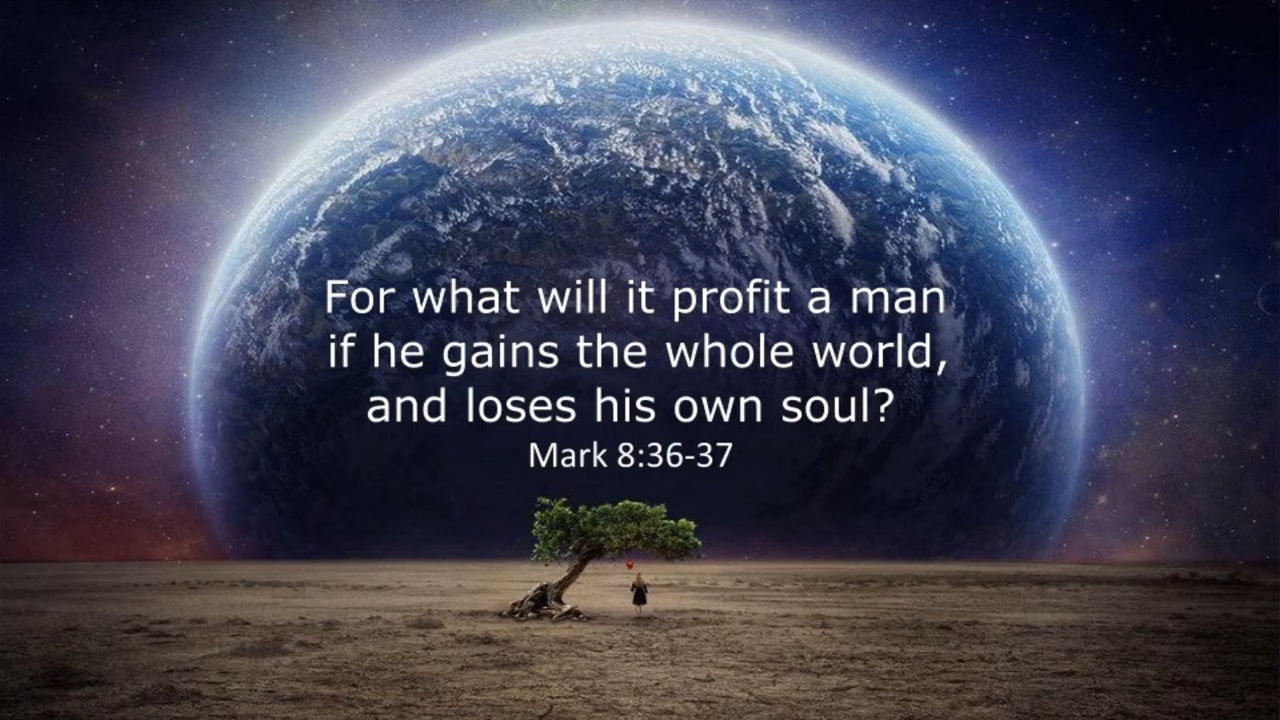 For what will it profit a man
if he gains the whole world,
and loses his own soul?
Mark 8:36-37